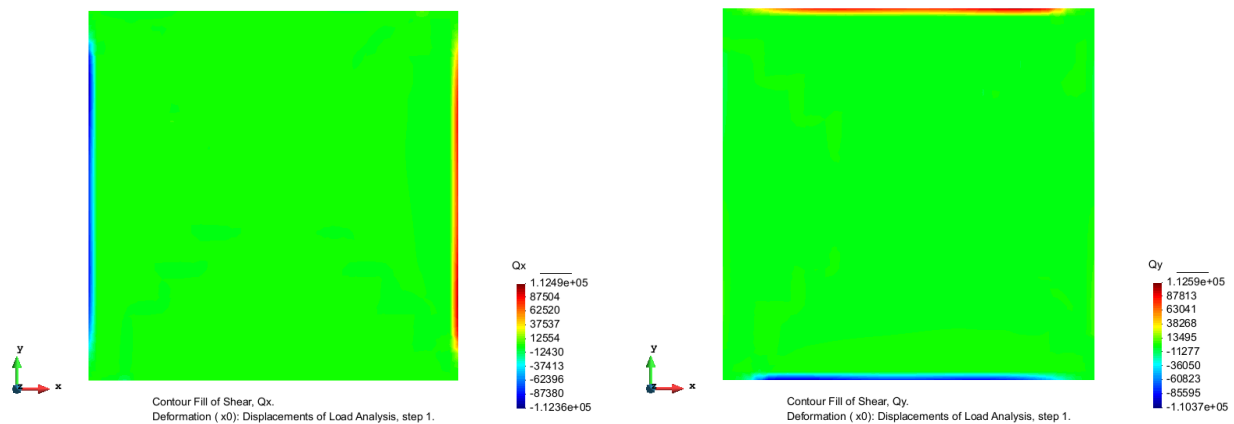 Qx
1.1249e+05
87504
62520
37537
12554
-12430
-37413
-62396
-87380
-1.1236e+05
y
z
x
Contour Fill of Shear, Qx.
Deformation ( x0): Displacements of Load Analysis, step 1.
Qy
1.1259e+05
87813
63041
38268
13495
-11277
-36050
-60823
-85595
-1.1037e+05
y
z
x
Contour Fill of Shear, Qy.
Deformation ( x0): Displacements of Load Analysis, step 1.